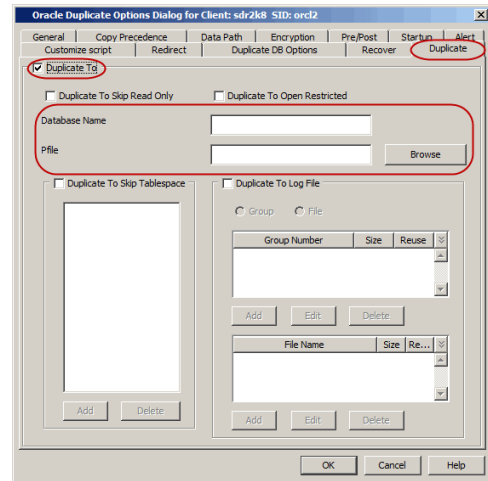 Oracle Duplicate Options Dialog for Client: sdr2k8 SID: orcl2
General Copy Precedence Data Path Encryption Pre/Post Startup Alert
Customize script Redirect Duplicate DB Options Recover Duplicate
Duplicate To
Duplicate To Skip Read Only Duplicate To Open Restricted
Database Name
Pfile Browse
Duplicate To Skip Tablespace Duplicate To Log File
Group File
Group Number Size Reuse
Add Edit Delete
File Name Size Re...
Add Delete
Add Edit Delete
OK Cancel Help